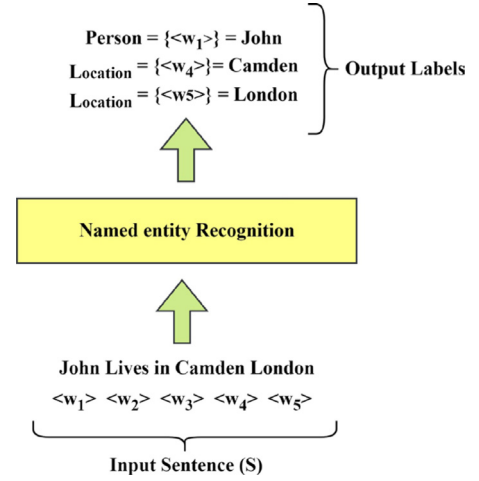 Person = {<w₁>} = John
Location = {<w₄>}= Camden
Location = {<w5>} = London
Output Labels
Named entity Recognition
John Lives in Camden London
<w₁> <w₂> <w₃> <w₄> <w₅>
Input Sentence (S)